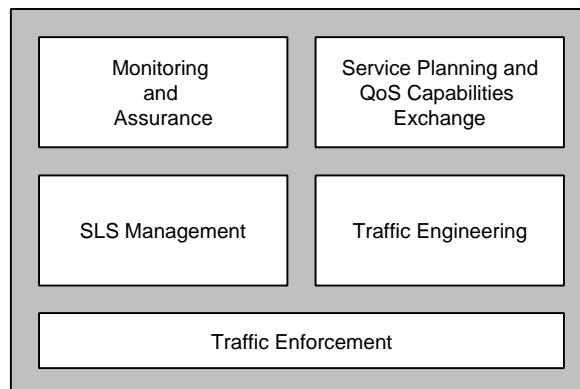 Monitoring
and
Assurance
Service Planning and
QoS Capabilities
Exchange
SLS Management
Traffic Engineering
Traffic Enforcement